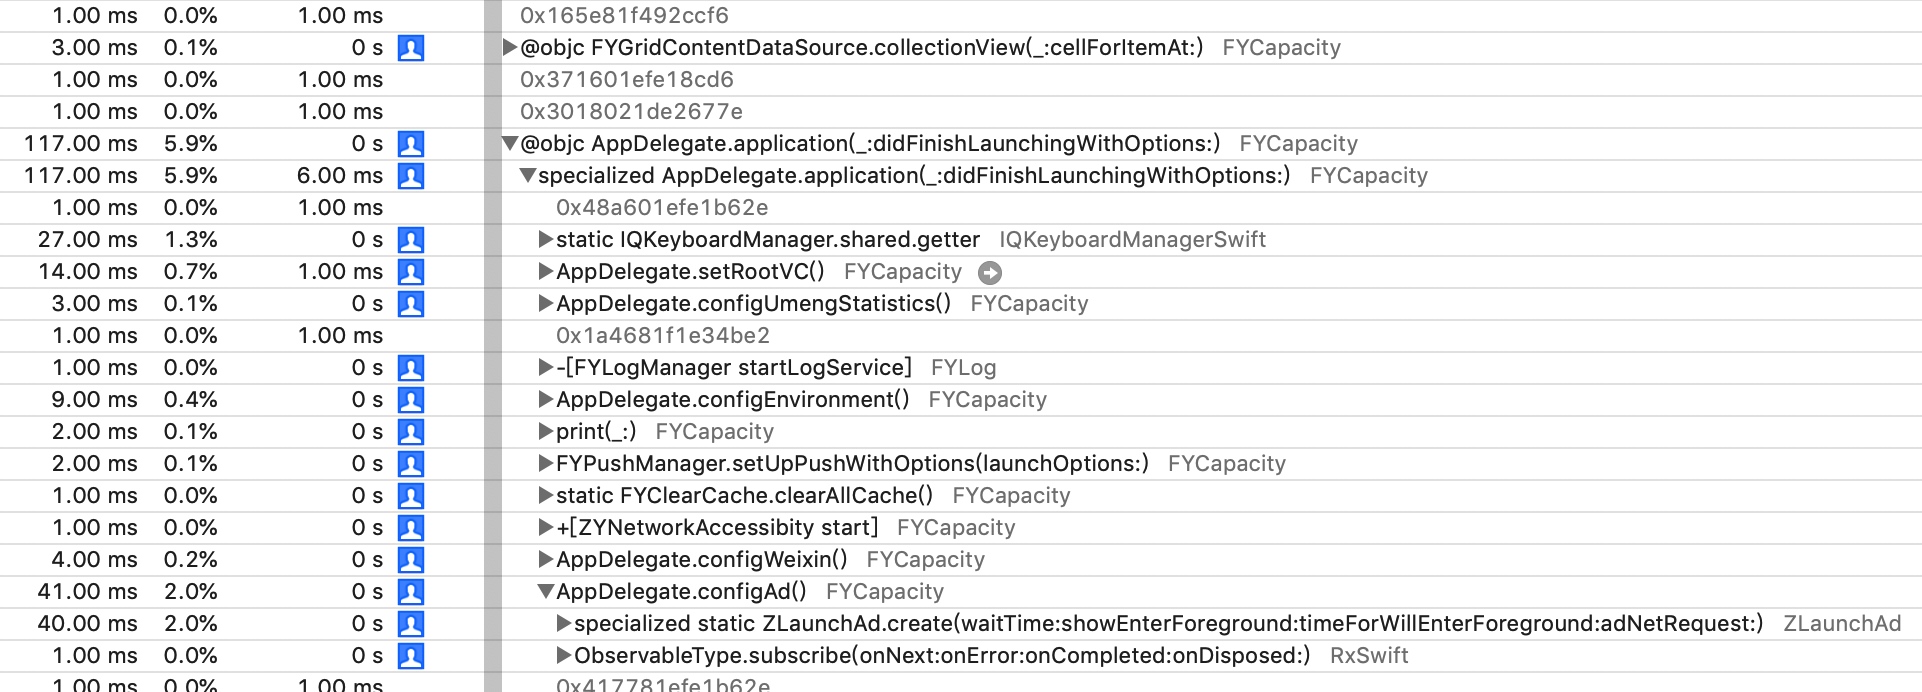 1.00 ms 0.0% 1.00 ms 0x165e81f492ccf6
3.00 ms 0.1% 0 s @objc FYGridContentDataSource.collectionView(_:cellForItemAt:) FYCapacity
1.00 ms 0.0% 1.00 ms 0x371601efe18cd6
1.00 ms 0.0% 1.00 ms 0x3018021de2677e
117.00 ms 5.9% 0 s @objc AppDelegate.application(_:didFinishLaunchingWithOptions:) FYCapacity
117.00 ms 5.9% 6.00 ms specialized AppDelegate.application(_:didFinishLaunchingWithOptions:) FYCapacity
1.00 ms 0.0% 1.00 ms 0x48a601efe1b62e
27.00 ms 1.3% 0 s static IQKeyboardManager.shared.getter IQKeyboardManagerSwift
14.00 ms 0.7% 1.00 ms AppDelegate.setRootVC() FYCapacity
3.00 ms 0.1% 0 s AppDelegate.configUmengStatistics() FYCapacity
1.00 ms 0.0% 1.00 ms 0x1a4681f1e34be2
1.00 ms 0.0% 0 s -[FYLogManager startLogService] FYLog
9.00 ms 0.4% 0 s AppDelegate.configEnvironment() FYCapacity
2.00 ms 0.1% 0 s print(_:) FYCapacity
2.00 ms 0.1% 0 s FYPushManager.setUpPushWithOptions(launchOptions:) FYCapacity
1.00 ms 0.0% 0 s static FYClearCache.clearAllCache() FYCapacity
1.00 ms 0.0% 0 s +[ZYNetworkAccessibity start] FYCapacity
4.00 ms 0.2% 0 s AppDelegate.configWeixin() FYCapacity
41.00 ms 2.0% 0 s AppDelegate.configAd() FYCapacity
40.00 ms 2.0% 0 s specialized static ZLaunchAd.create(waitTime:showEnterForeground:timeForWillEnterForeground:adNetRequest:) ZLaunchAd
1.00 ms 0.0% 0 s ObservableType.subscribe(onNext:onError:onCompleted:onDisposed:) RxSwift
1.00 ms 0.0% 1.00 ms 0x417781efe1b62e